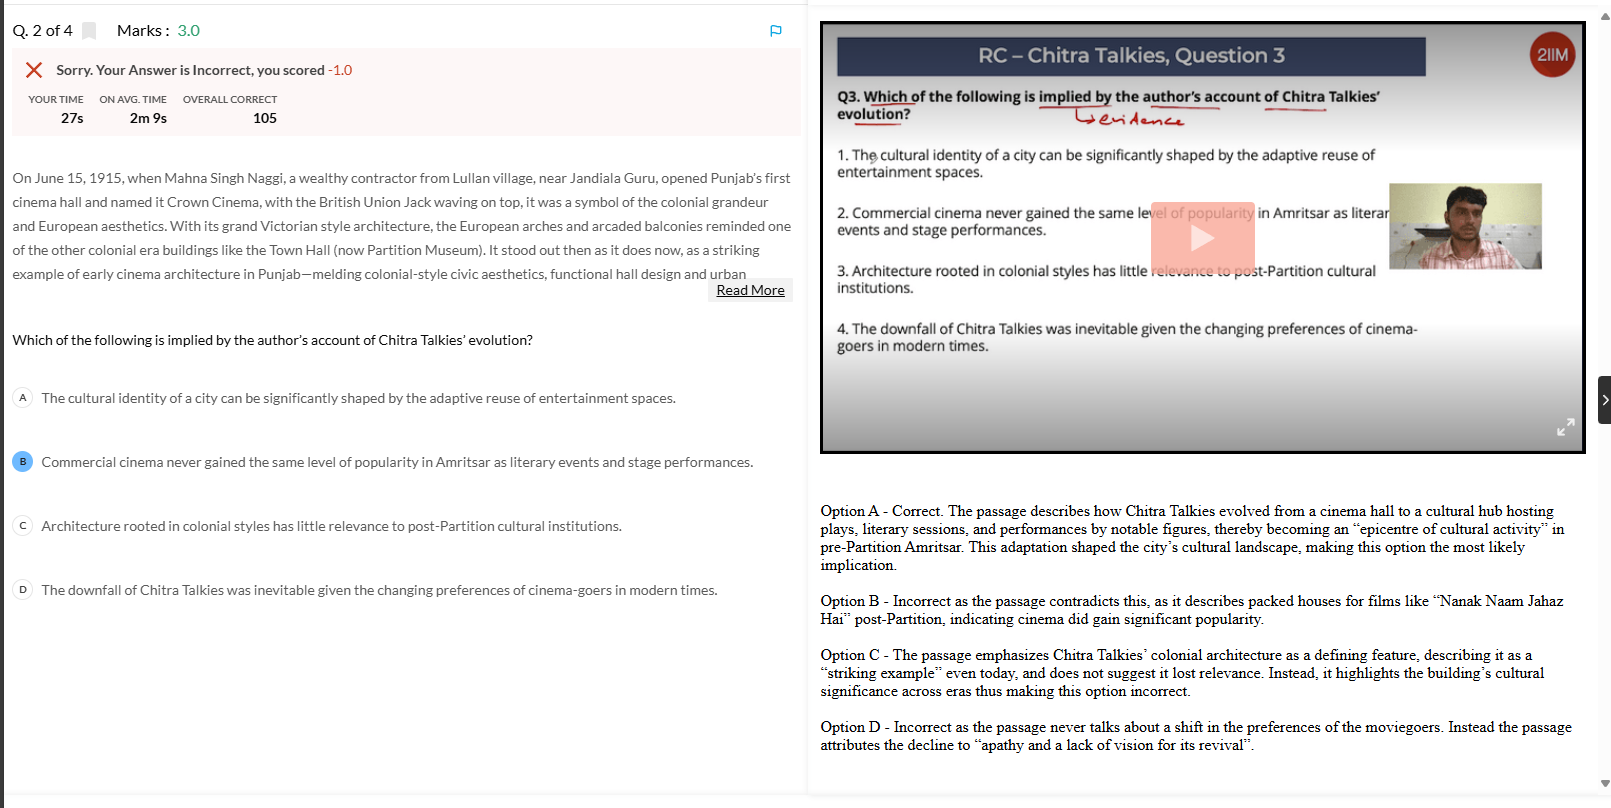 Q. 2 of 4 Marks : 3.0
Sorry. Your Answer is Incorrect, you scored -1.0
YOUR TIME ON AVG. TIME OVERALL CORRECT
27s 2m 9s 105
On June 15, 1915, when Mahna Singh Naggi, a wealthy contractor from Lullan village, near Jandiala Guru, opened Punjab's first
cinema hall and named it Crown Cinema, with the British Union Jack waving on top, it was a symbol of the colonial grandeur
and European aesthetics. With its grand Victorian style architecture, the European arches and arcaded balconies reminded one
of the other colonial era buildings like the Town Hall (now Partition Museum). It stood out then as it does now, as a striking
example of early cinema architecture in Punjab—melding colonial-style civic aesthetics, functional hall design and urban
Read More
Which of the following is implied by the author's account of Chitra Talkies' evolution?
A The cultural identity of a city can be significantly shaped by the adaptive reuse of entertainment spaces.
B Commercial cinema never gained the same level of popularity in Amritsar as literary events and stage performances.
C Architecture rooted in colonial styles has little relevance to post-Partition cultural institutions.
D The downfall of Chitra Talkies was inevitable given the changing preferences of cinema-goers in modern times.
RC – Chitra Talkies, Question 3
2IIM
Q3. Which of the following is implied by the author's account of Chitra Talkies'
evolution?
evidence
1. The cultural identity of a city can be significantly shaped by the adaptive reuse of
entertainment spaces.
2. Commercial cinema never gained the same level of popularity in Amritsar as literar
events and stage performances.
3. Architecture rooted in colonial styles has little relevance to post-Partition cultural
institutions.
4. The downfall of Chitra Talkies was inevitable given the changing preferences of cinema-
goers in modern times.
Option A - Correct. The passage describes how Chitra Talkies evolved from a cinema hall to a cultural hub hosting
plays, literary sessions, and performances by notable figures, thereby becoming an “epicentre of cultural activity” in
pre-Partition Amritsar. This adaptation shaped the city’s cultural landscape, making this option the most likely
implication.
Option B - Incorrect as the passage contradicts this, as it describes packed houses for films like “Nanak Naam Jahaz
Hai” post-Partition, indicating cinema did gain significant popularity.
Option C - The passage emphasizes Chitra Talkies’ colonial architecture as a defining feature, describing it as a
“striking example” even today, and does not suggest it lost relevance. Instead, it highlights the building’s cultural
significance across eras thus making this option incorrect.
Option D - Incorrect as the passage never talks about a shift in the preferences of the moviegoers. Instead the passage
attributes the decline to “apathy and a lack of vision for its revival”.